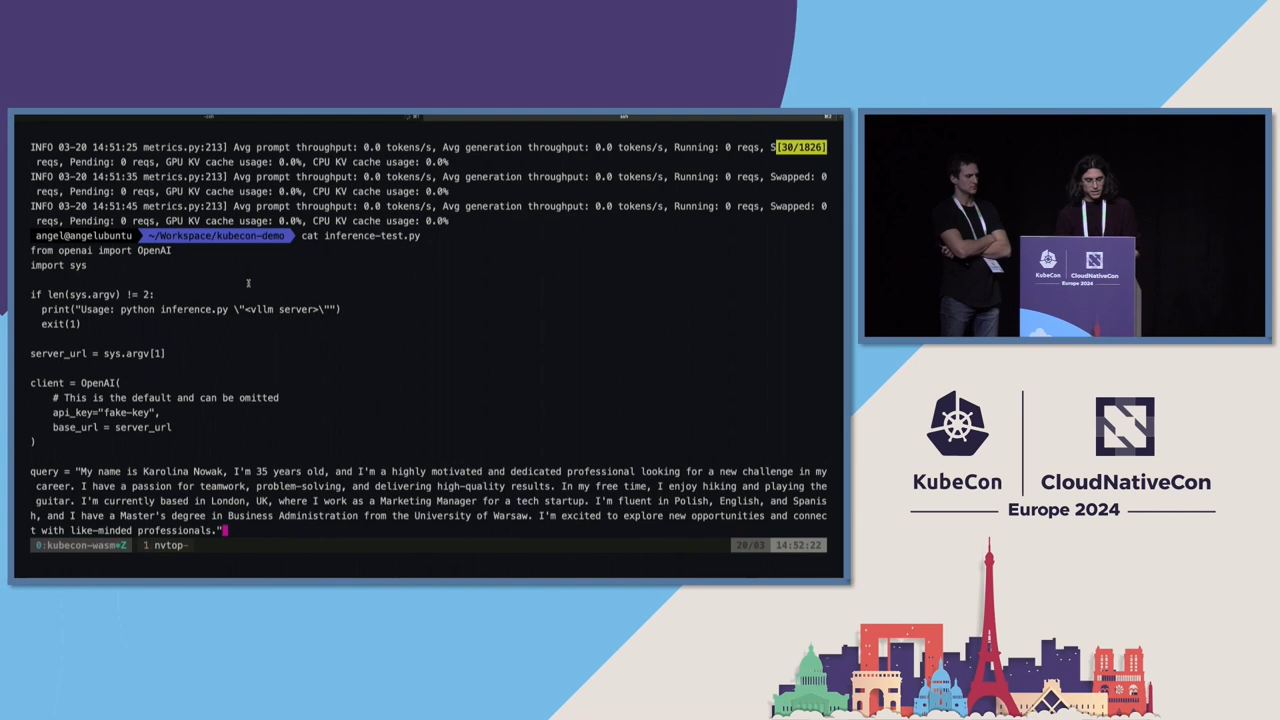 INFO 03-20 14:51:25 metrics.py:213] Avg prompt throughput: 0.0 tokens/s, Avg generation throughput: 0.0 tokens/s, Running: 0 reqs, S[30/1826]
 reqs, Pending: 0 reqs, GPU KV cache usage: 0.0%, CPU KV cache usage: 0.0%
INFO 03-20 14:51:35 metrics.py:213] Avg prompt throughput: 0.0 tokens/s, Avg generation throughput: 0.0 tokens/s, Running: 0 reqs, Swapped: 0
 reqs, Pending: 0 reqs, GPU KV cache usage: 0.0%, CPU KV cache usage: 0.0%
INFO 03-20 14:51:45 metrics.py:213] Avg prompt throughput: 0.0 tokens/s, Avg generation throughput: 0.0 tokens/s, Running: 0 reqs, Swapped: 0
 reqs, Pending: 0 reqs, GPU KV cache usage: 0.0%, CPU KV cache usage: 0.0%
angel@angelubuntu ~/Workspace/kubecon-demo cat inference-test.py
from openai import OpenAI
import sys
if len(sys.argv) != 2:
  print("Usage: python inference.py \"<vllm server>\"")
  exit(1)
server_url = sys.argv[1]
client = OpenAI(
    # This is the default and can be omitted
    api_key="fake-key",
    base_url = server_url
)
query = "My name is Karolina Nowak, I'm 35 years old, and I'm a highly motivated and dedicated professional looking for a new challenge in my
 career. I have a passion for teamwork, problem-solving, and delivering high-quality results. In my free time, I enjoy hiking and playing the
 guitar. I'm currently based in London, UK, where I work as a Marketing Manager for a tech startup. I'm fluent in Polish, English, and Spanis
h, and I have a Master's degree in Business Administration from the University of Warsaw. I'm excited to explore new opportunities and connec
t with like-minded professionals."
0:kubecon-wasm*Z 1 nvtop- 20/03 14:52:22
KubeCon CloudNativeCon
Europe 2024
KubeCon CloudNativeCon
Europe 2024